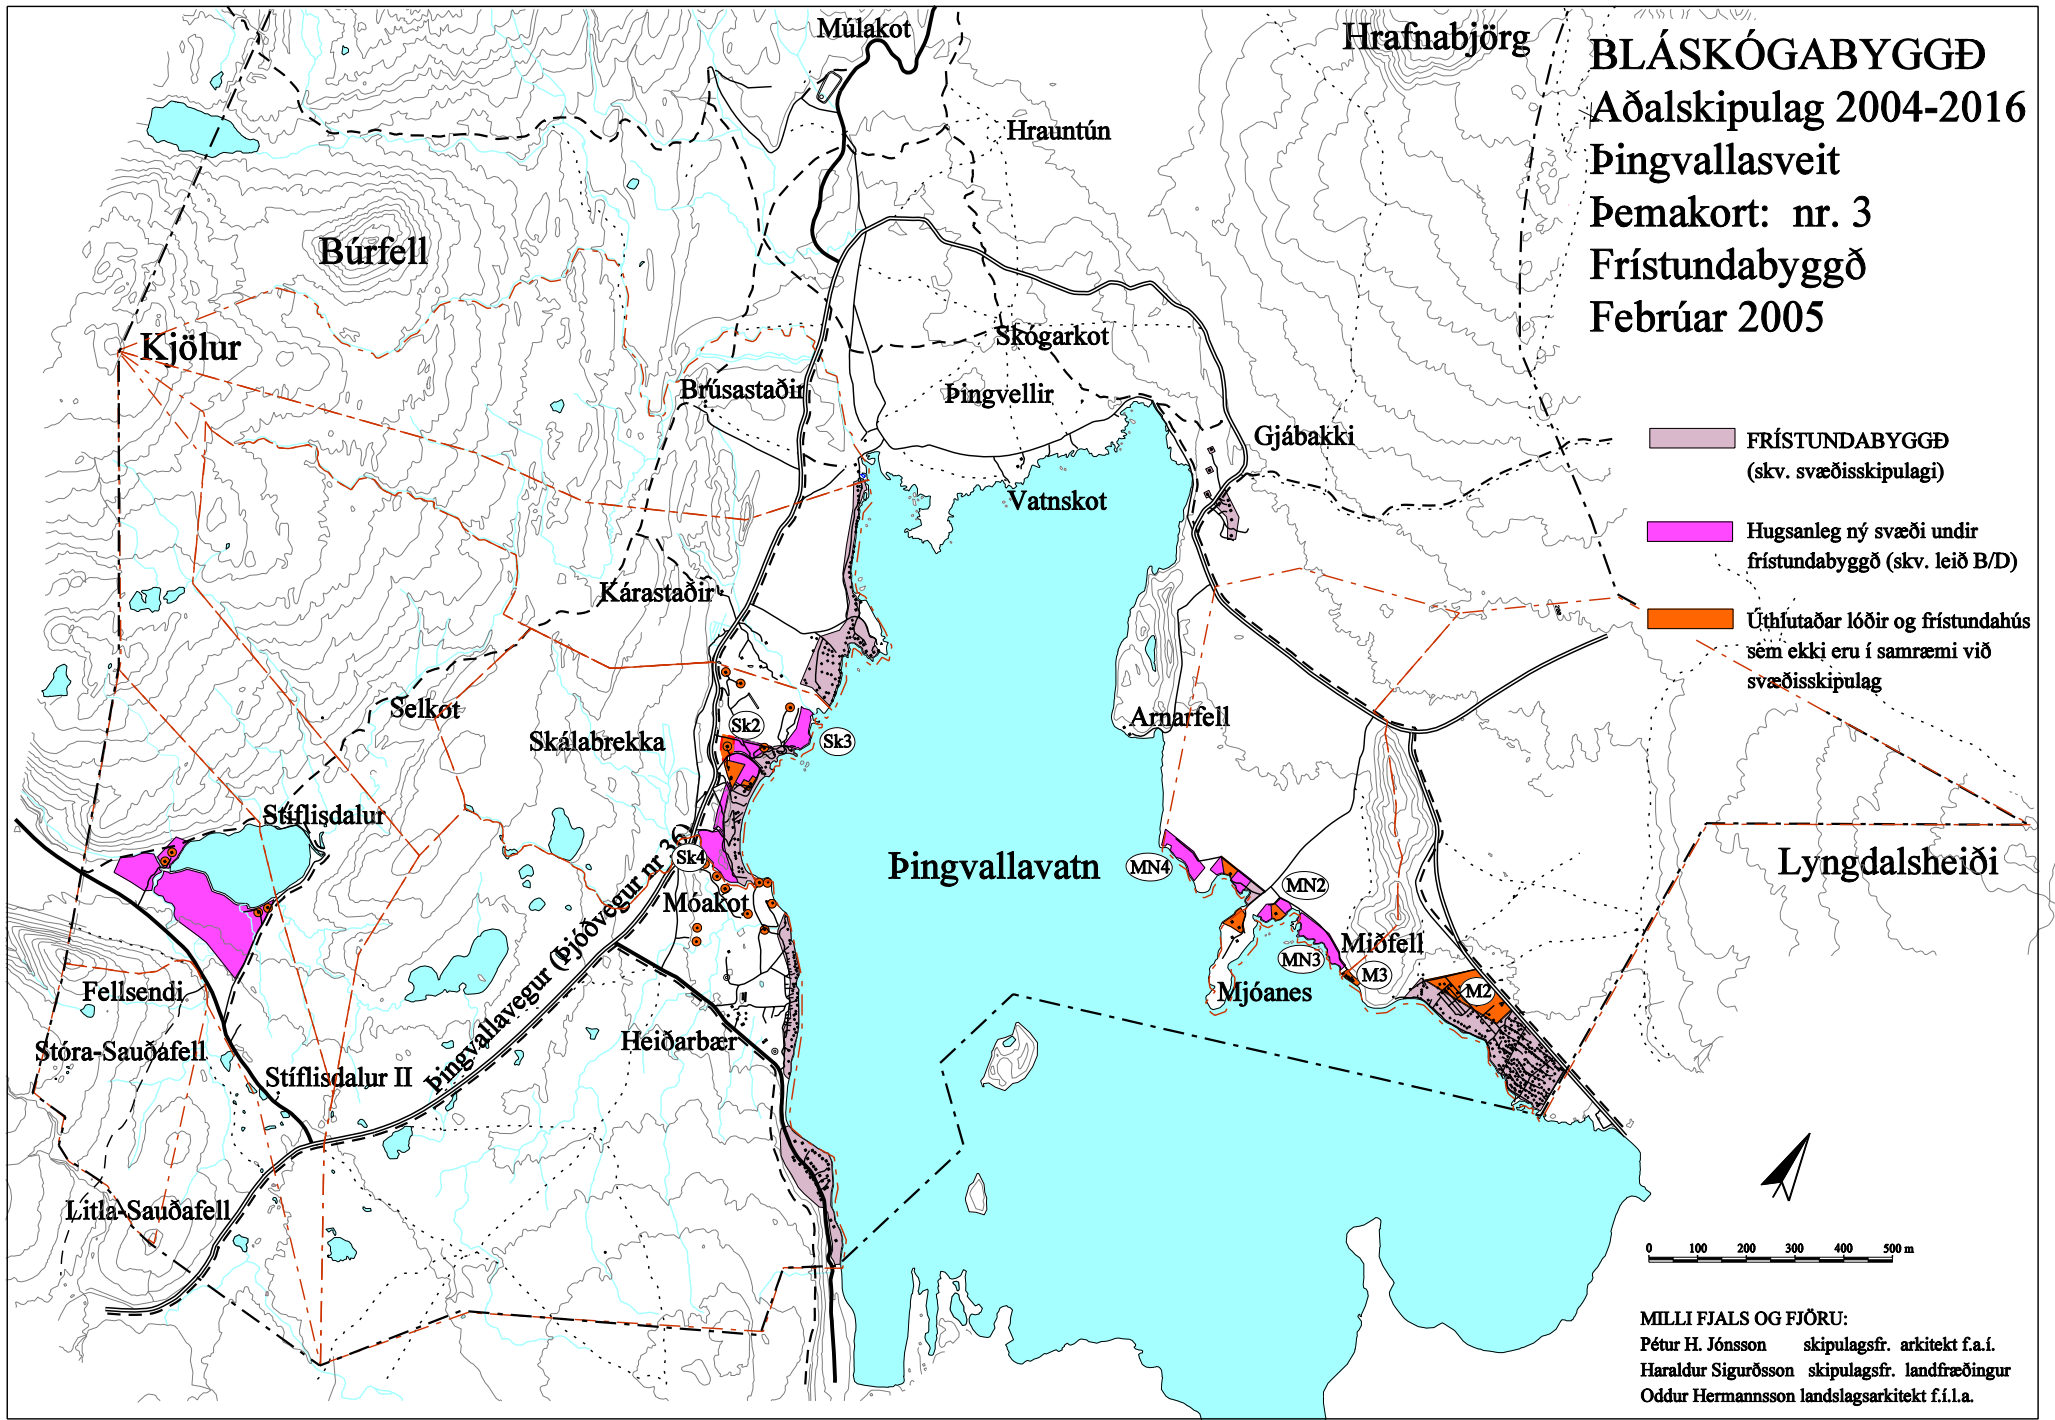 BLÁSKÓGABYGGÐ
Aðalskipulag 2004-2016
Þingvallasveit
Þemakort: nr. 3
Frístundabyggð
Febrúar 2005
FRÍSTUNDABYGGÐ
(skv. svæðisskipulagi)
Hugsanleg ný svæði undir
frístundabyggð (skv. leið B/D)
Úthlutaðar lóðir og frístundahús
sem ekki eru í samræmi við
svæðisskipulag
Múlakot
Hrafnabjörg
Hrauntún
Búrfell
Kjölur
Skógarkot
Brúsastaðir
Þingvellir
Gjábakki
Vatnskot
Kárastaðir
Selkot
Arnarfell
Sk2
Sk3
Skálabrekka
Stíflisdalur
Sk4
Þingvallavatn
MN4
MN2
Lyngdalsheiði
Móakot
Miðfell
MN3
M3
M2
Mjóanes
Fellsendi
Þingvallavegur (Þjóðvegur nr 36)
Heiðarbær
Stóra-Sauðafell
Stíflisdalur II
Litla-Sauðafell
0 100 200 300 400 500 m
MILLI FJALS OG FJÖRU:
Pétur H. Jónsson skipulagsfr. arkitekt f.a.í.
Haraldur Sigurðsson skipulagsfr. landfræðingur
Oddur Hermannsson landslagsarkitekt f.í.l.a.